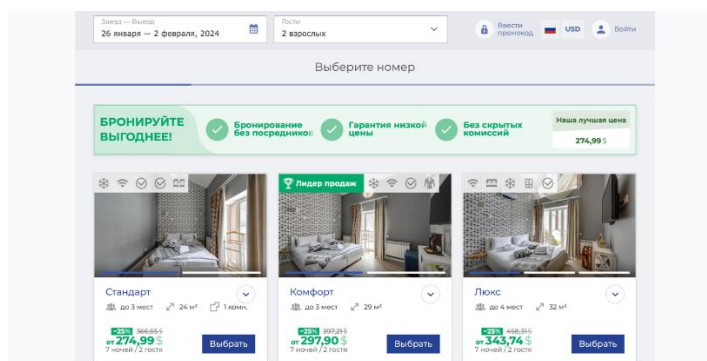 Заезд — Выезд
26 января — 2 февраля, 2024
Гости
2 взрослых
Ввести
промокод
USD
Войти
Выберите номер
БРОНИРУЙТЕ
ВЫГОДНЕЕ!
Бронирование
без посредников
Гарантия низкой
цены
Без скрытых
комиссий
Наша лучшая цена
274,99 $
Лидер продаж
Стандарт
до 3 мест 24 м² 1 комн.
-25% 366,65 $
от 274,99 $
7 ночей / 2 гостя
Выбрать
Комфорт
до 3 мест 29 м²
-25% 397,21 $
от 297,90 $
7 ночей / 2 гостя
Выбрать
Люкс
до 4 мест 32 м²
-25% 458,31 $
от 343,74 $
7 ночей / 2 гостя
Выбрать